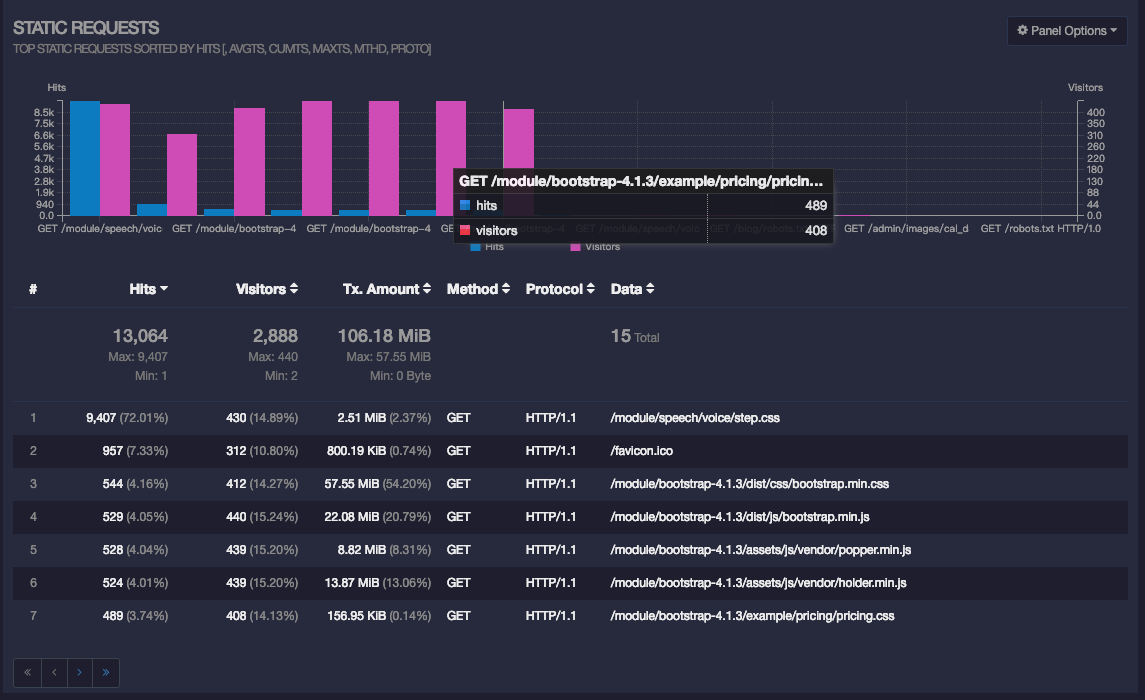 STATIC REQUESTS
TOP STATIC REQUESTS SORTED BY HITS [, AVGTS, CUMTS, MAXTS, MTHD, PROTO]
Panel Options
Hits
Visitors
8.5k 400
7.5k 350
6.6k 310
5.6k 260
4.7k 220
3.8k 180
2.8k 130
1.9k 88
940 44
0.0 0.0
GET /module/bootstrap-4.1.3/example/pricing/pricin...
hits 489
visitors 408
GET /module/speech/voic GET /module/bootstrap-4 GET /module/bootstrap-4 GET /module/speech/voic GET /admin/images/cal_d GET /robots.txt HTTP/1.0
Hits Visitors
# Hits Visitors Tx. Amount Method Protocol Data
13,064 2,888 106.18 MiB 15 Total
Max: 9,407 Max: 440 Max: 57.55 MiB
Min: 1 Min: 2 Min: 0 Byte
1 9,407 (72.01%) 430 (14.89%) 2.51 MiB (2.37%) GET HTTP/1.1 /module/speech/voice/step.css
2 957 (7.33%) 312 (10.80%) 800.19 KiB (0.74%) GET HTTP/1.1 /favicon.ico
3 544 (4.16%) 412 (14.27%) 57.55 MiB (54.20%) GET HTTP/1.1 /module/bootstrap-4.1.3/dist/css/bootstrap.min.css
4 529 (4.05%) 440 (15.24%) 22.08 MiB (20.79%) GET HTTP/1.1 /module/bootstrap-4.1.3/dist/js/bootstrap.min.js
5 528 (4.04%) 439 (15.20%) 8.82 MiB (8.31%) GET HTTP/1.1 /module/bootstrap-4.1.3/assets/js/vendor/popper.min.js
6 524 (4.01%) 439 (15.20%) 13.87 MiB (13.06%) GET HTTP/1.1 /module/bootstrap-4.1.3/assets/js/vendor/holder.min.js
7 489 (3.74%) 408 (14.13%) 156.95 KiB (0.14%) GET HTTP/1.1 /module/bootstrap-4.1.3/example/pricing/pricing.css
« ‹ › »